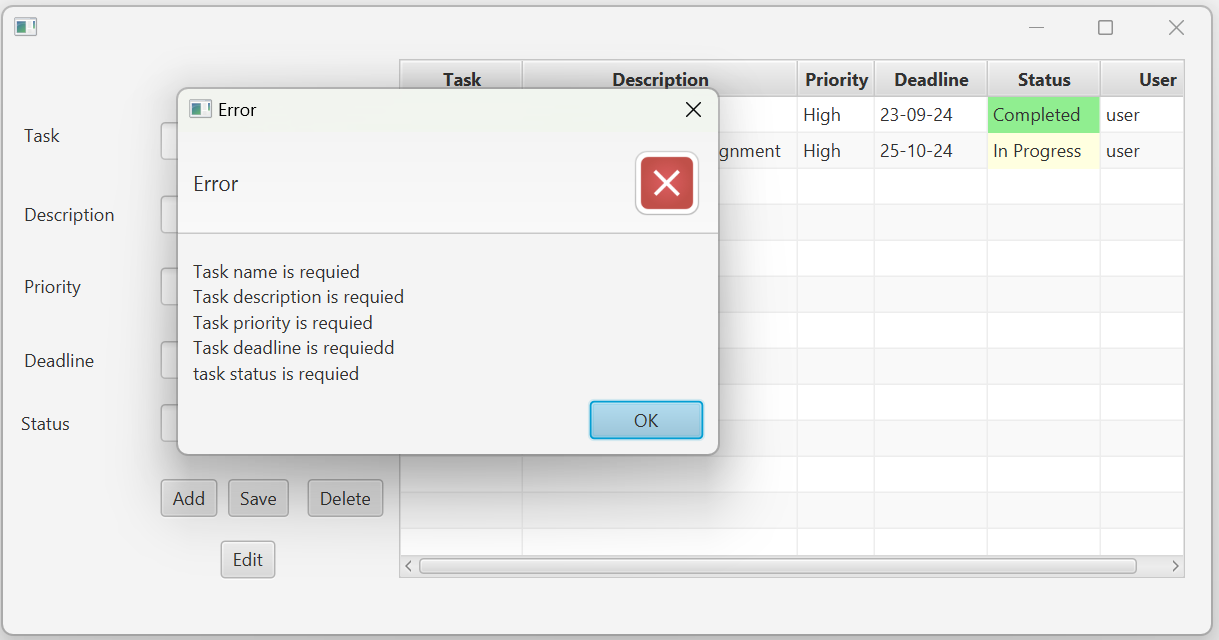 Task Description Priority Deadline Status User
High 23-09-24 Completed user
gnment High 25-10-24 In Progress user
Task
Description
Priority
Deadline
Status
Error
Error
Task name is requied
Task description is requied
Task priority is requied
Task deadline is requiedd
task status is requied
OK
Add Save Delete
Edit